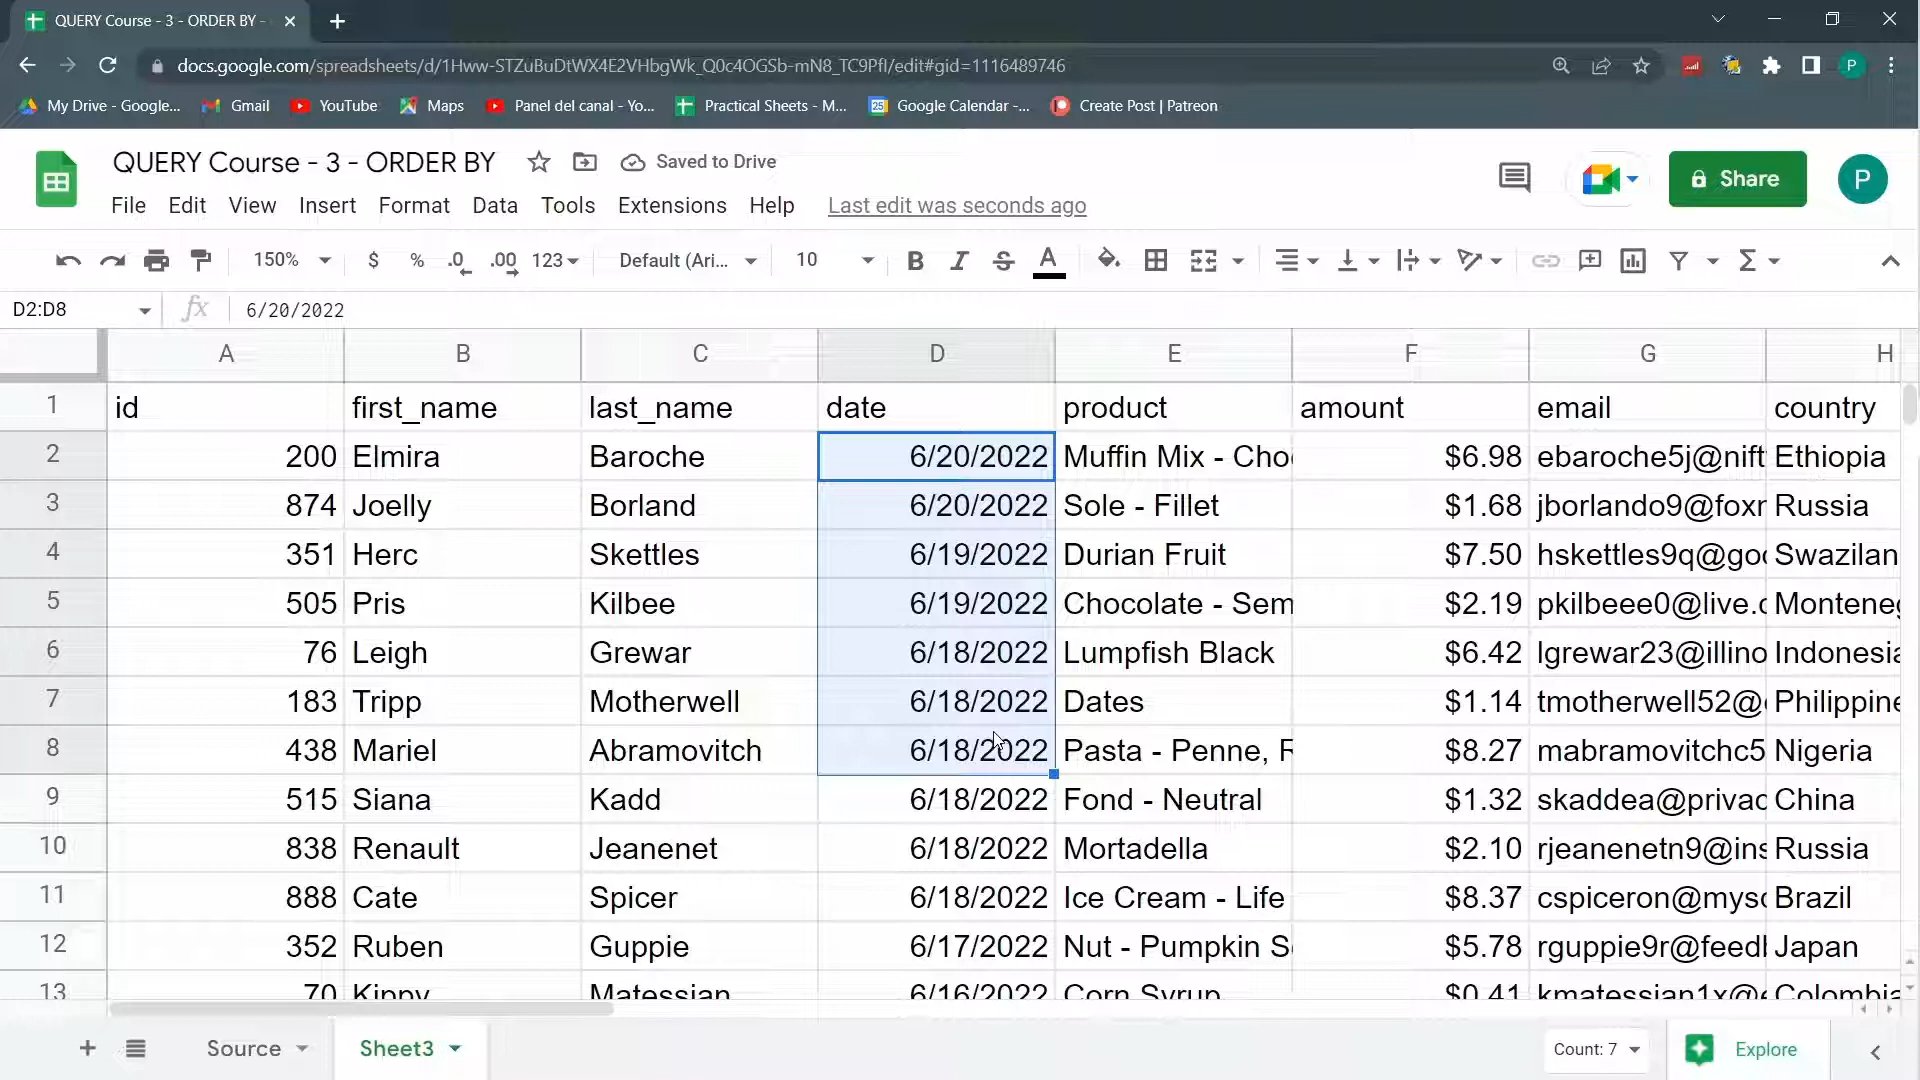 QUERY Course - 3 - ORDER BY -
docs.google.com/spreadsheets/d/1Hww-STZuBuDtWX4E2VHbgWk_Q0c4OGSb-mN8_TC9PfI/edit#gid=1116489746
P
My Drive - Google... Gmail YouTube Maps Panel del canal - Yo... Practical Sheets - M... 25 Google Calendar -... Create Post | Patreon
QUERY Course - 3 - ORDER BY Saved to Drive
Share P
File Edit View Insert Format Data Tools Extensions Help Last edit was seconds ago
150% $ % .0 .00 123 Default (Ari... 10 B I S A Σ
D2:D8 fx 6/20/2022
A B C D E F G H
1 id first_name last_name date product amount email country
2 200 Elmira Baroche 6/20/2022 Muffin Mix - Cho $6.98 ebaroche5j@nift Ethiopia
3 874 Joelly Borland 6/20/2022 Sole - Fillet $1.68 jborlando9@foxr Russia
4 351 Herc Skettles 6/19/2022 Durian Fruit $7.50 hskettles9q@goo Swazilan
5 505 Pris Kilbee 6/19/2022 Chocolate - Sem $2.19 pkilbeee0@live.c Montene
6 76 Leigh Grewar 6/18/2022 Lumpfish Black $6.42 lgrewar23@illino Indonesia
7 183 Tripp Motherwell 6/18/2022 Dates $1.14 tmotherwell52@ Philippine
8 438 Mariel Abramovitch 6/18/2022 Pasta - Penne, R $8.27 mabramovitchc5 Nigeria
9 515 Siana Kadd 6/18/2022 Fond - Neutral $1.32 skaddea@privac China
10 838 Renault Jeanenet 6/18/2022 Mortadella $2.10 rjeanenetn9@ins Russia
11 888 Cate Spicer 6/18/2022 Ice Cream - Life $8.37 cspiceron@myso Brazil
12 352 Ruben Guppie 6/17/2022 Nut - Pumpkin S $5.78 rguppie9r@feed Japan
13 70 Kippy Matessian 6/16/2022 Corn Syrup $0.41 kmatessian1x@ Colombia
Source Sheet3 Count: 7 Explore